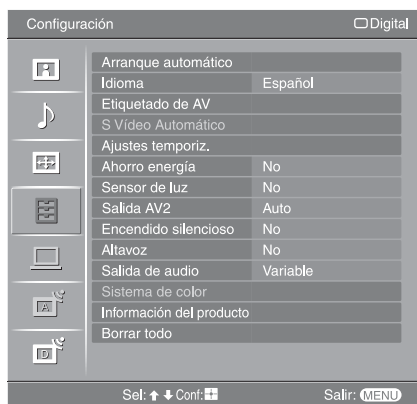 Configuración Digital
Arranque automático
Idioma Español
Etiquetado de AV
S Vídeo Automático
Ajustes temporiz.
Ahorro energía No
Sensor de luz No
Salida AV2 Auto
Encendido silencioso No
Altavoz No
Salida de audio Variable
Sistema de color
Información del producto
Borrar todo
A
D
Sel: Conf: Salir: MENU